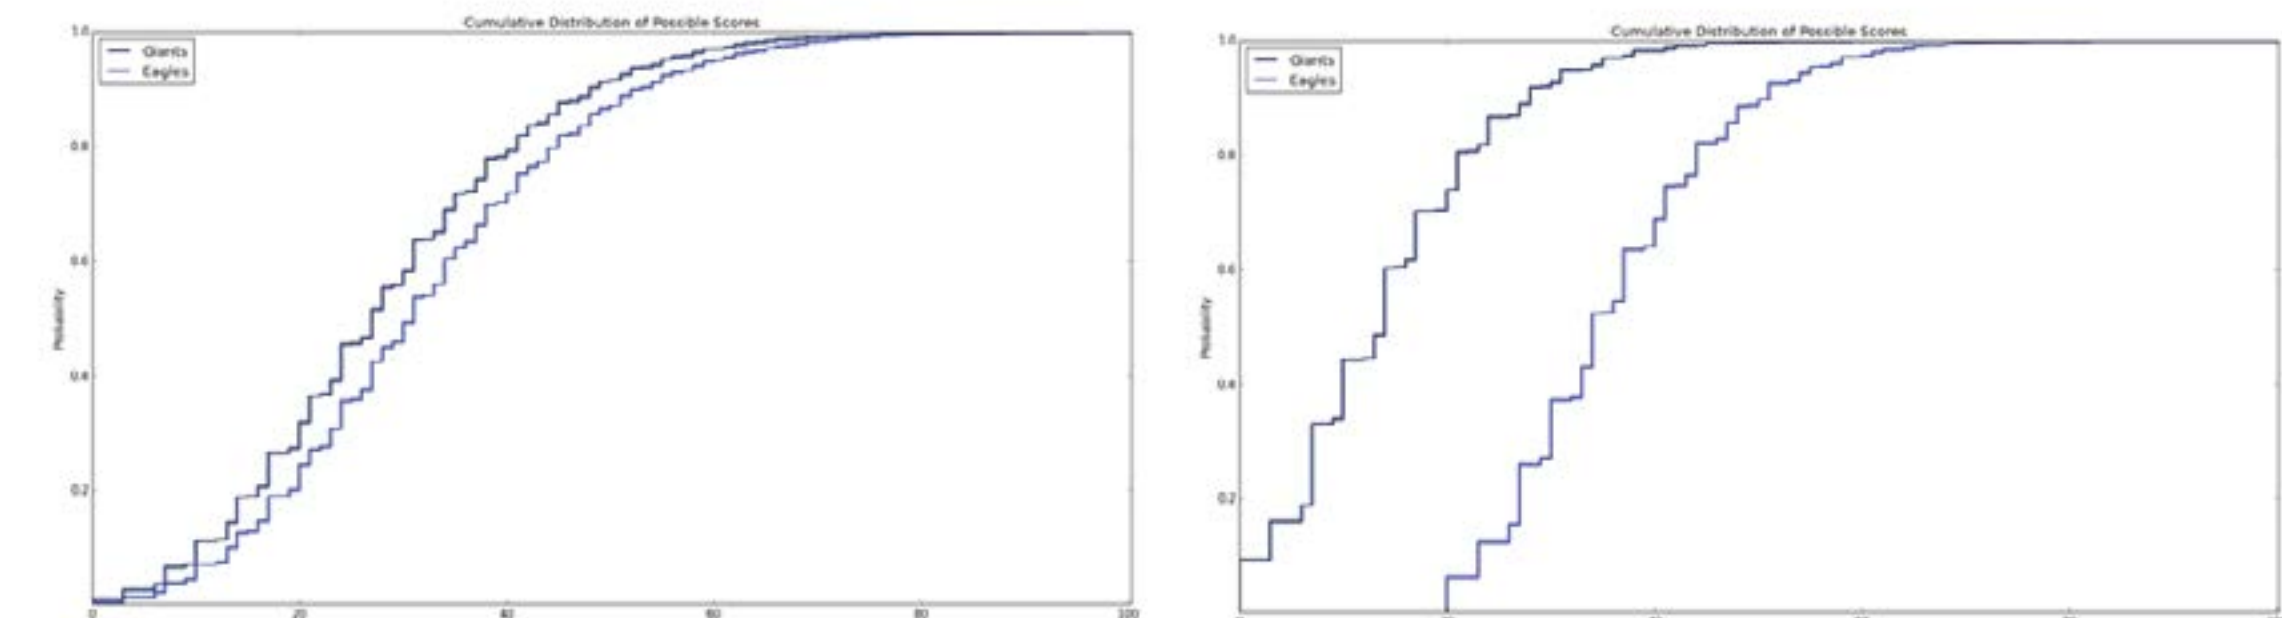 Cumulative Distribution of Possible Scores
1.0
Giants
Eagles
0.8
0.6
Probability
0.4
0.2
0
20
40
60
80
100
Cumulative Distribution of Possible Scores
1.0
Giants
Eagles
0.8
0.6
Probability
0.4
0.2